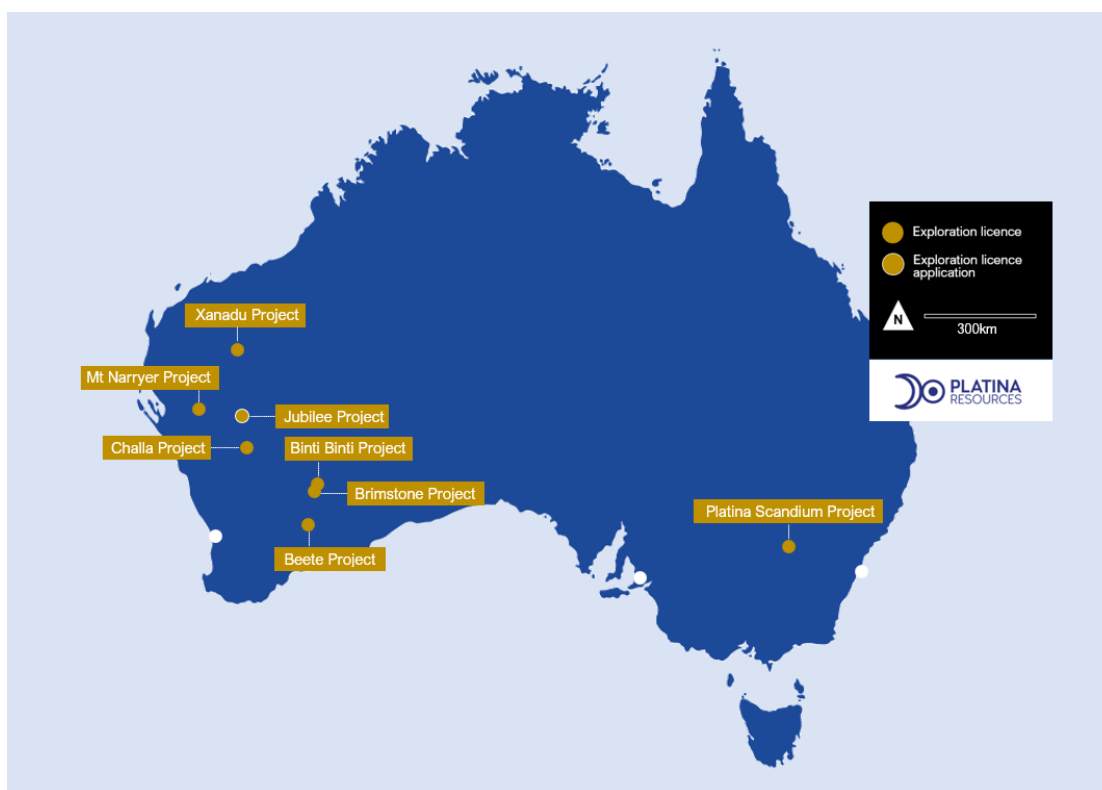 Exploration licence
Exploration licence
application
N
300km
PLATINA
RESOURCES
Xanadu Project
Mt Narryer Project
Jubilee Project
Challa Project
Binti Binti Project
Brimstone Project
Platina Scandium Project
Beete Project